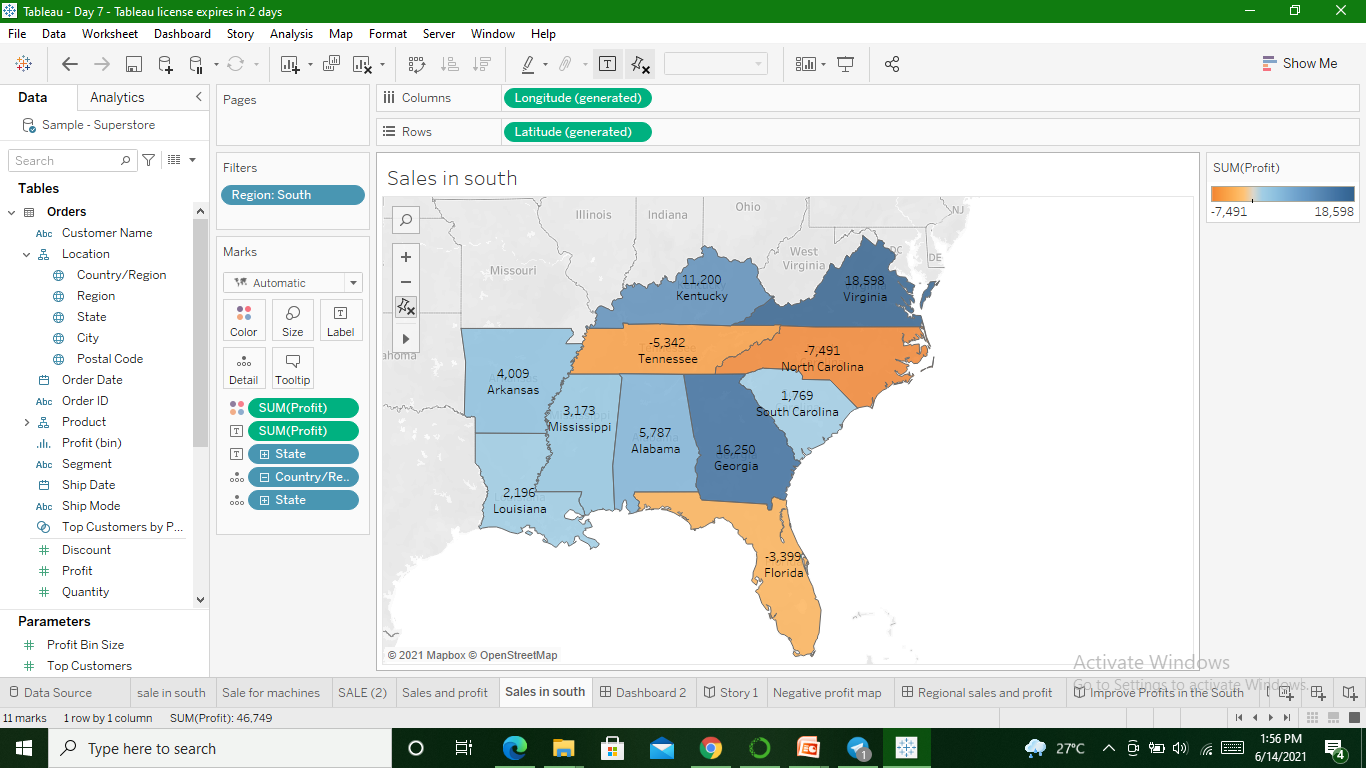 Tableau - Day 7 - Tableau license expires in 2 days
File Data Worksheet Dashboard Story Analysis Map Format Server Window Help
Show Me
Data Analytics
Sample - Superstore
Search
Tables
Orders
Abc Customer Name
Location
Country/Region
Region
State
City
Postal Code
Order Date
Abc Order ID
Product
Profit (bin)
Abc Segment
Ship Date
Abc Ship Mode
Top Customers by P...
# Discount
# Profit
# Quantity
Parameters
# Profit Bin Size
# Top Customers
Pages
Filters
Region: South
Marks
Automatic
Color Size Label
Detail Tooltip
SUM(Profit)
SUM(Profit)
State
Country/Re..
State
Columns Longitude (generated)
Rows Latitude (generated)
Sales in south
Illinois
Indiana
Ohio
NJ
Missouri
West
Virginia
DC
DE
ahoma
11,200
Kentucky
18,598
Virginia
-5,342
Tennessee
-7,491
North Carolina
4,009
Arkansas
3,173
Mississippi
5,787
Alabama
16,250
Georgia
1,769
South Carolina
2,196
Louisiana
-3,399
Florida
© 2021 Mapbox © OpenStreetMap
SUM(Profit)
-7,491 18,598
Activate Windows
Go to Settings to activate Windows.
Data Source sale in south Sale for machines SALE (2) Sales and profit Sales in south Dashboard 2 Story 1 Negative profit map Regional sales and profit Improve Profits in the South
11 marks 1 row by 1 column SUM(Profit): 46,749
Type here to search
1
27°C
1:56 PM
6/14/2021
4